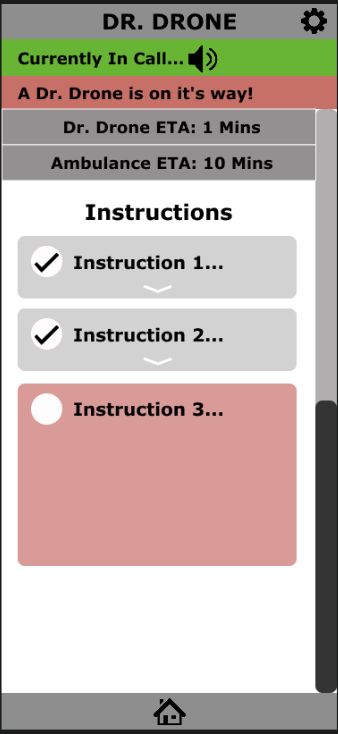 DR. DRONE
Currently In Call...
A Dr. Drone is on it's way!
Dr. Drone ETA: 1 Mins
Ambulance ETA: 10 Mins
Instructions
Instruction 1...
Instruction 2...
Instruction 3...